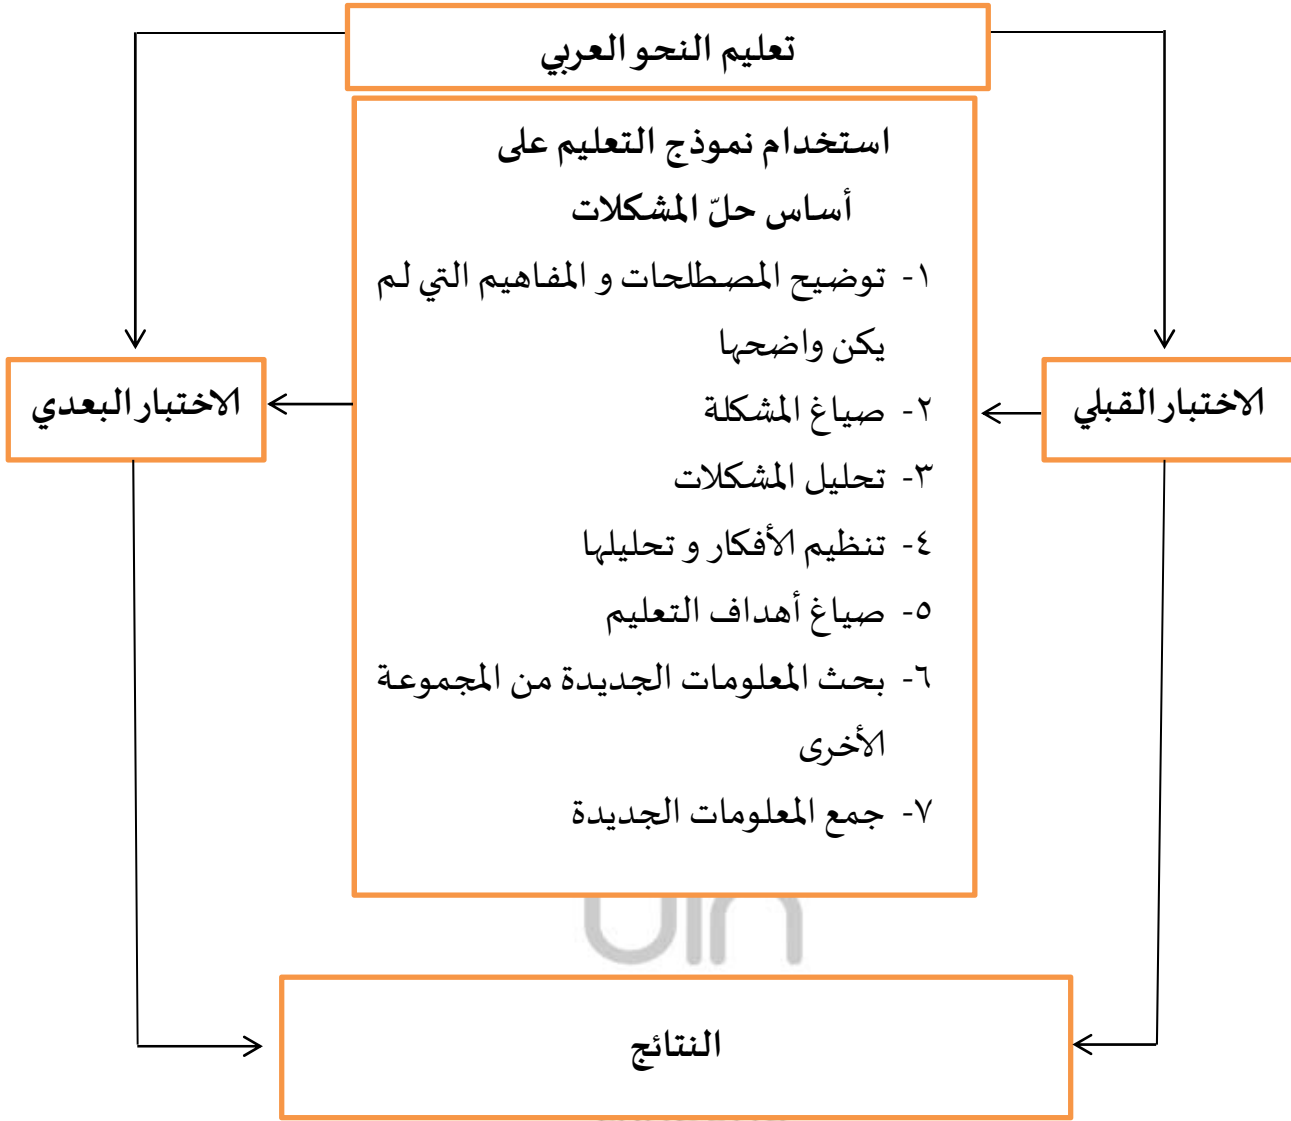 تعليم النحو العربي
استخدام نموذج التعليم على
أساس حلّ المشكلات
١- توضيح المصطلحات و المفاهيم التي لم
يكن واضحها
٢- صياغ المشكلة
٣- تحليل المشكلات
٤- تنظيم الأفكار و تحليلها
٥- صياغ أهداف التعليم
٦- بحث المعلومات الجديدة من المجموعة
الأخرى
٧- جمع المعلومات الجديدة
الاختبار القبلي
الاختبار البعدي
uin
النتائج